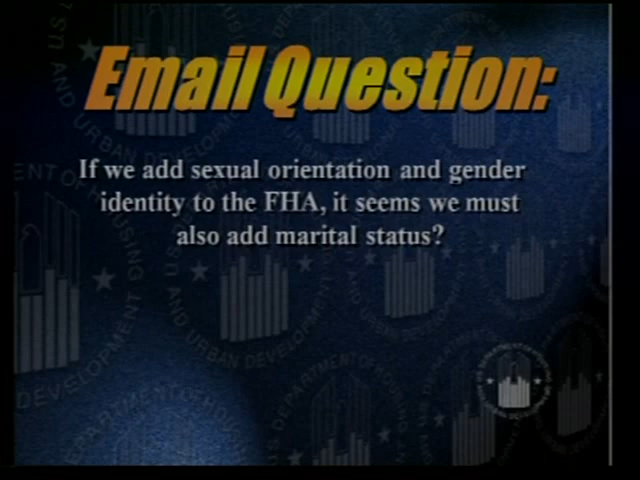 Email Question:
If we add sexual orientation and gender
identity to the FHA, it seems we must
also add marital status?